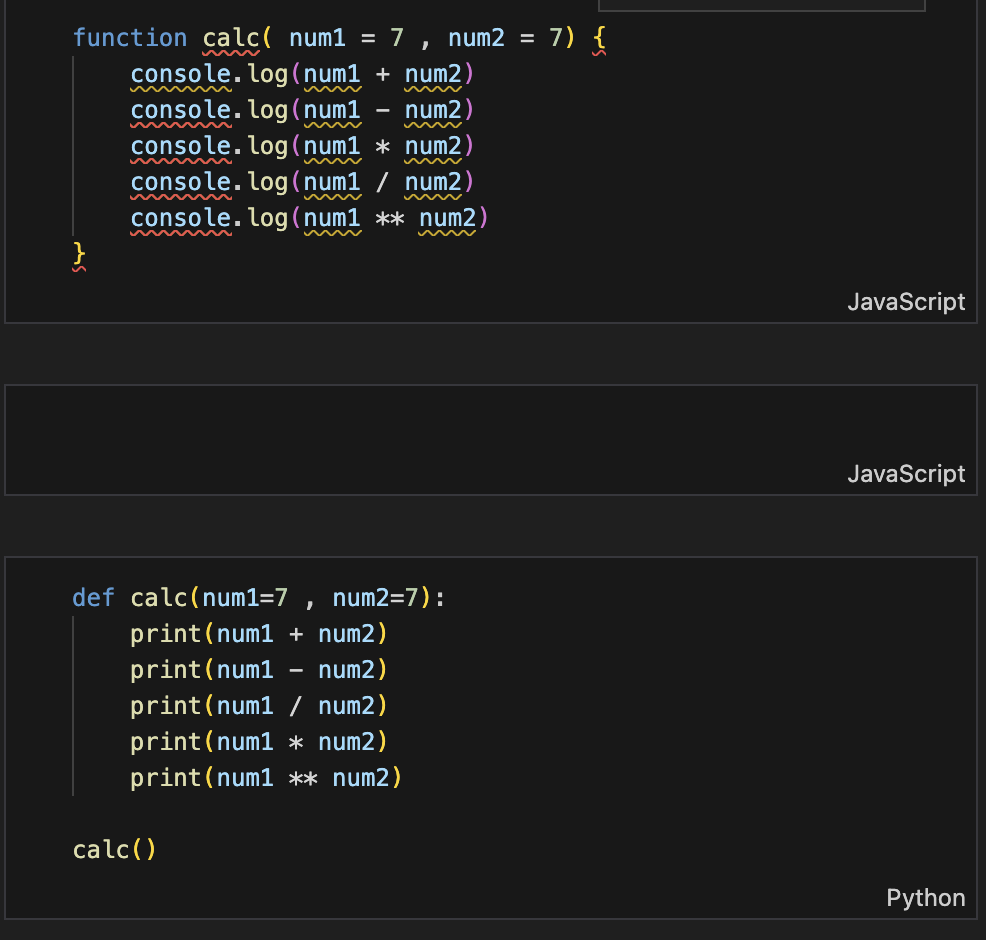 function calc( num1 = 7 , num2 = 7) {
    console.log(num1 + num2)
    console.log(num1 - num2)
    console.log(num1 * num2)
    console.log(num1 / num2)
    console.log(num1 ** num2)
}
JavaScript
JavaScript
def calc(num1=7 , num2=7):
    print(num1 + num2)
    print(num1 - num2)
    print(num1 / num2)
    print(num1 * num2)
    print(num1 ** num2)
calc()
Python